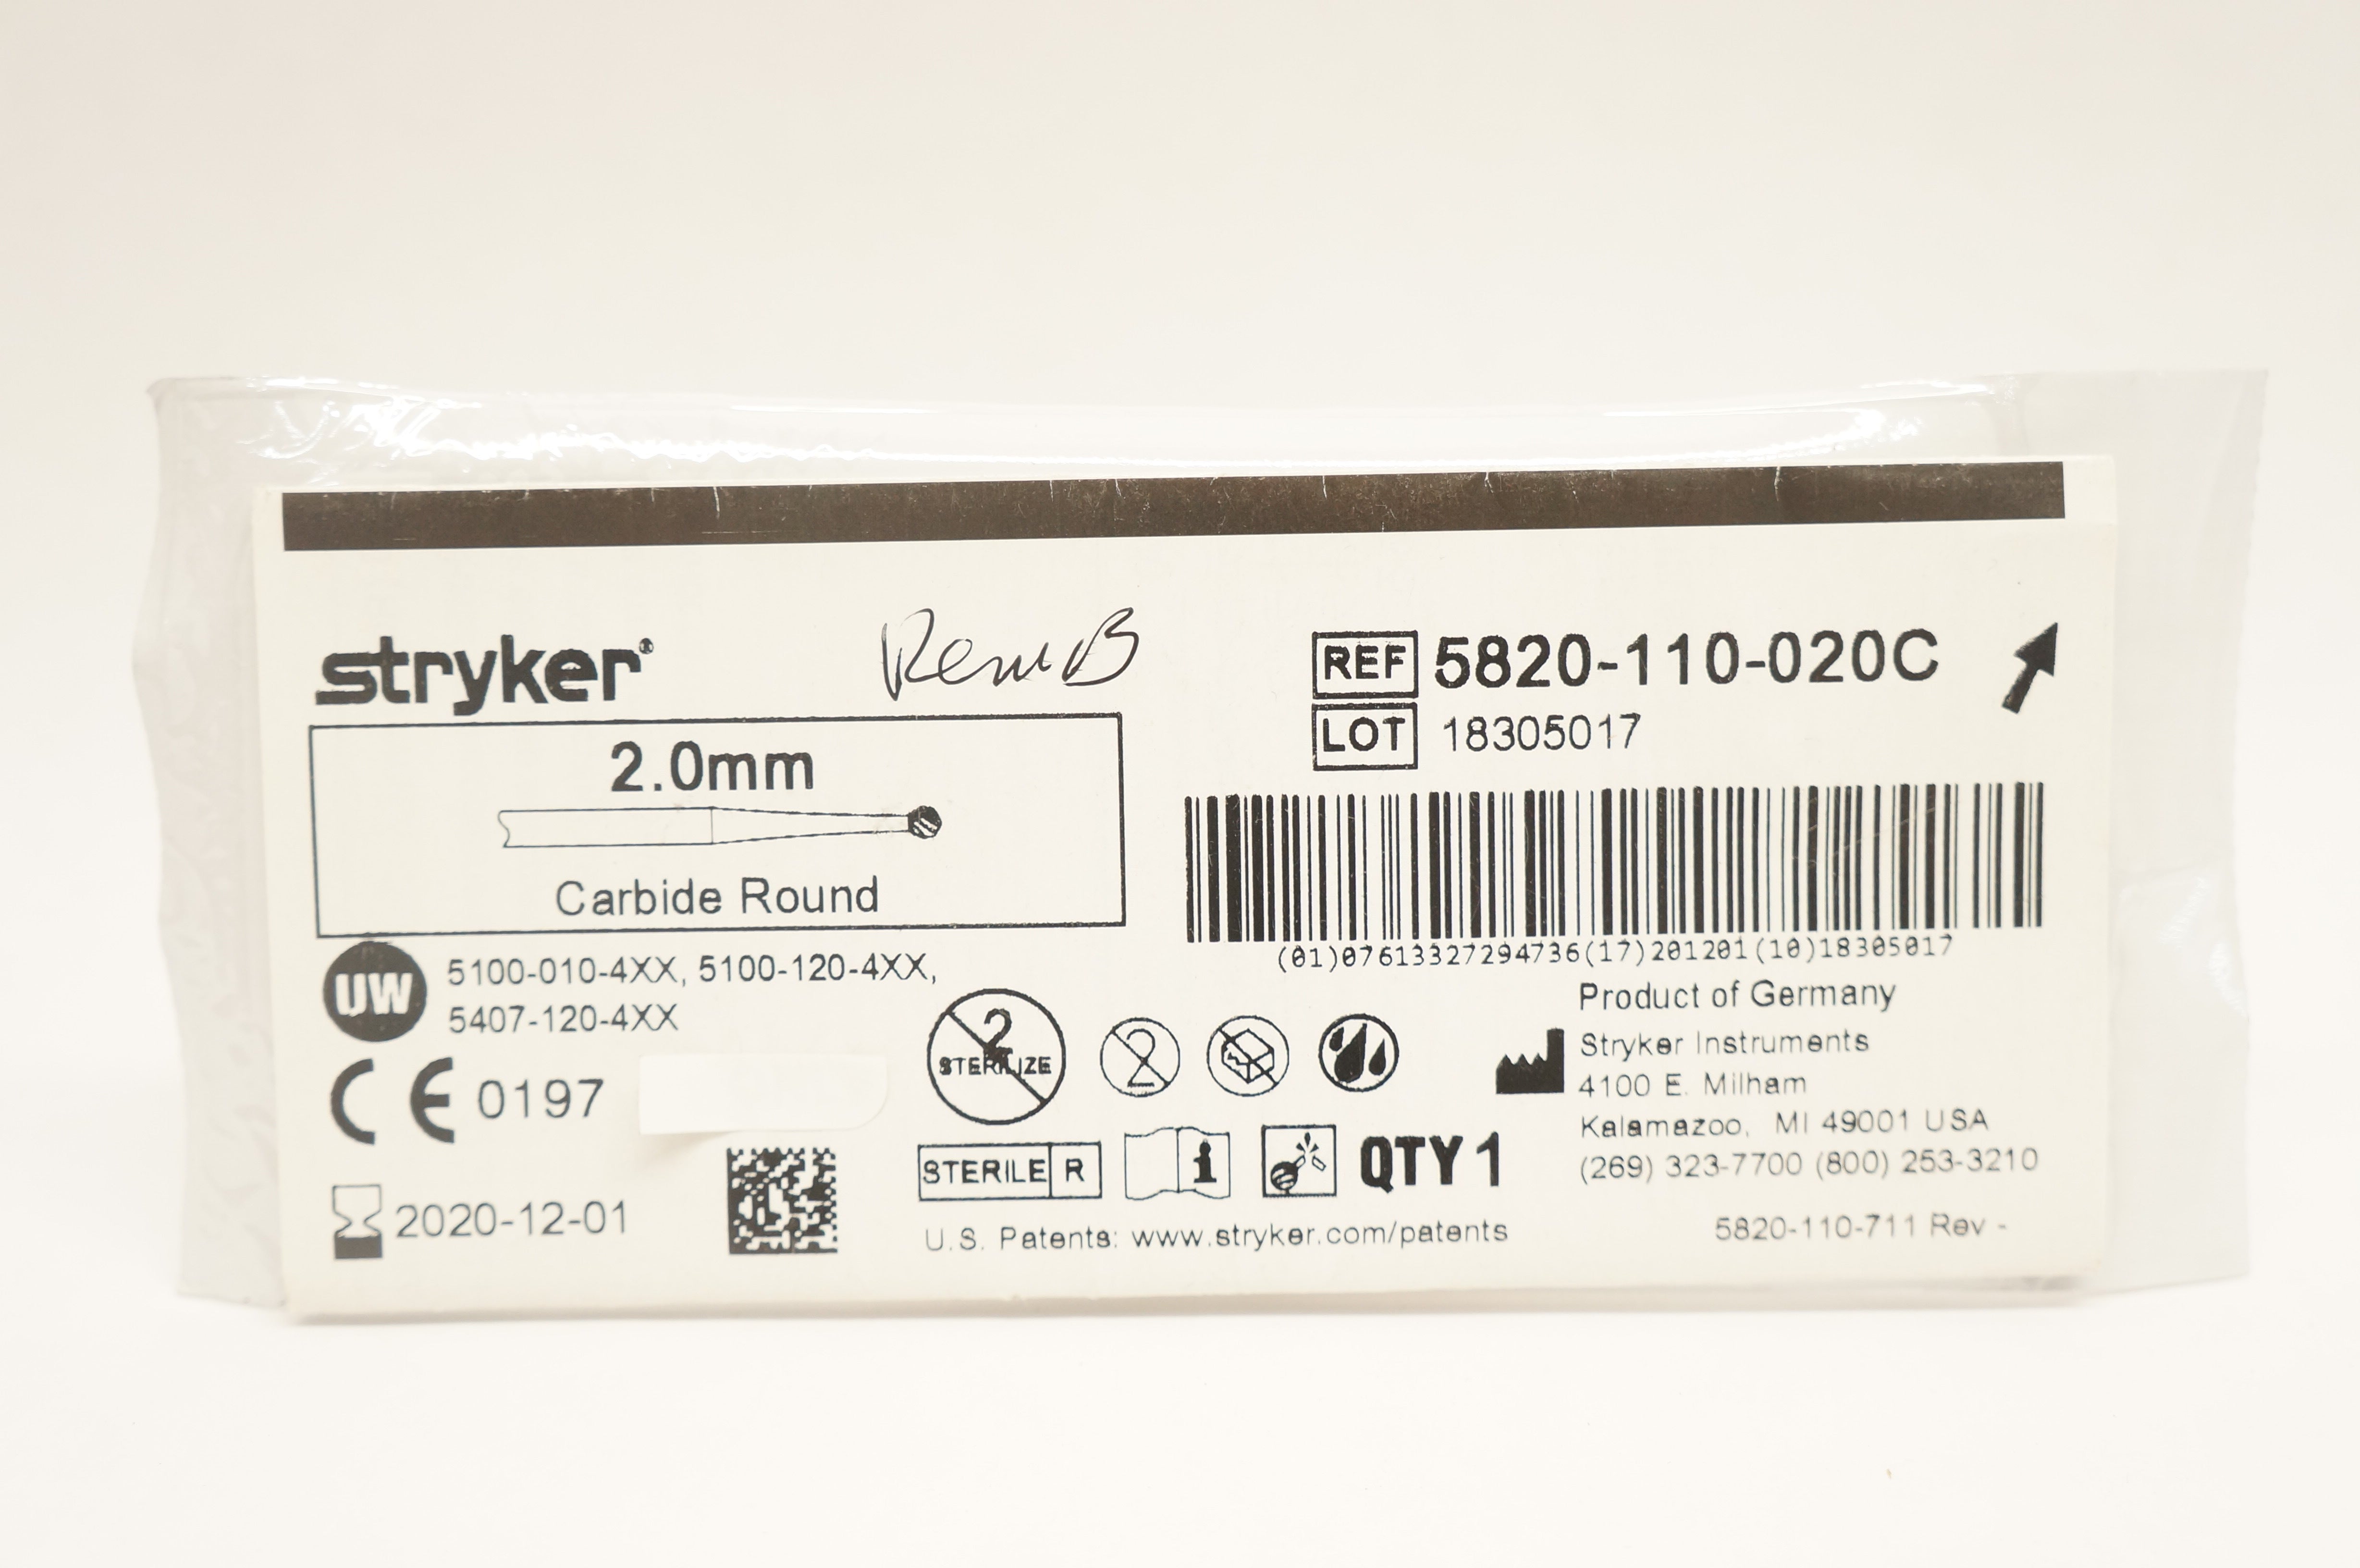 stryker®
RemB
REF 5820-110-020C
LOT 18305017
2.0mm
Carbide Round
(01)07613327294736(17)201201(10)18305017
UW 5100-010-4XX, 5100-120-4XX,
5407-120-4XX
CE 0197
2020-12-01
2
STERILIZE
2
STERILE R
i
QTY 1
U.S. Patents: www.stryker.com/patents
Product of Germany
Stryker Instruments
4100 E. Milham
Kalamazoo, MI 49001 USA
(269) 323-7700 (800) 253-3210
5820-110-711 Rev -